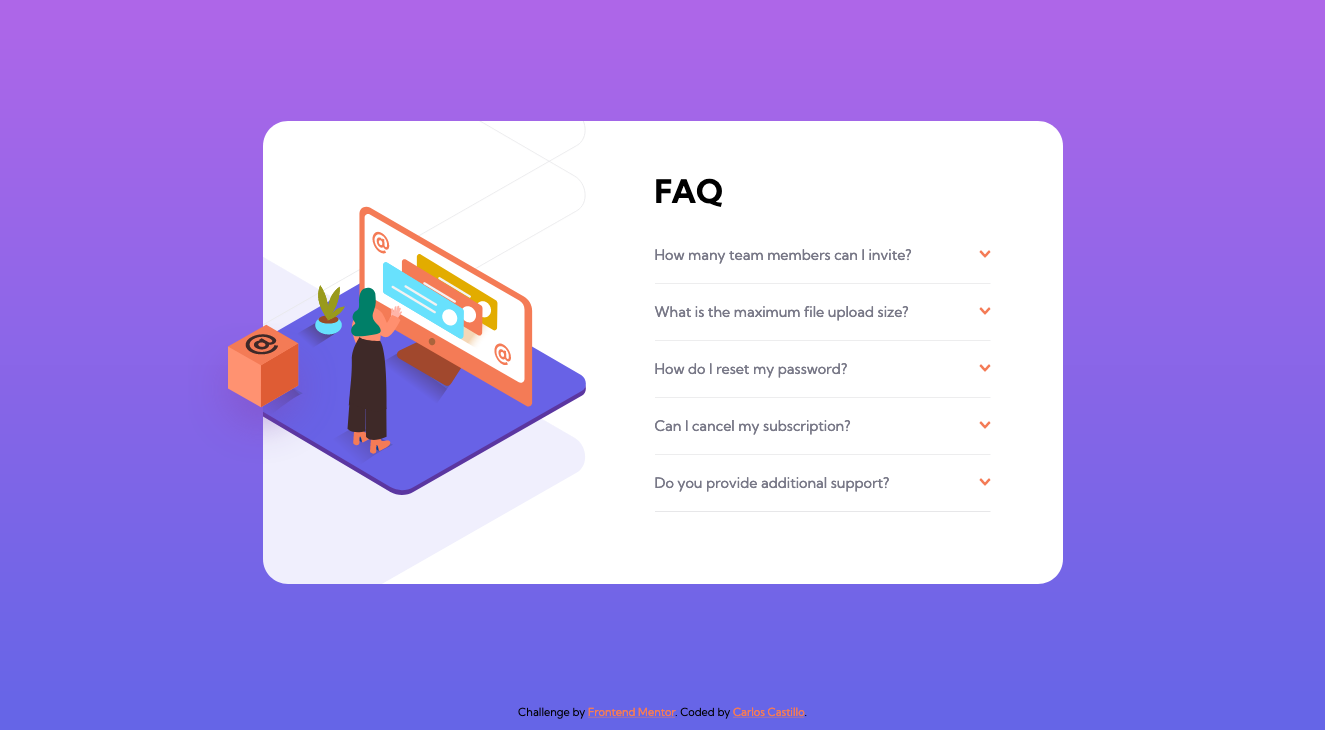 FAQ
How many team members can I invite?
What is the maximum file upload size?
How do I reset my password?
Can I cancel my subscription?
Do you provide additional support?
@
@
@
Challenge by Frontend Mentor. Coded by Carlos Castillo.